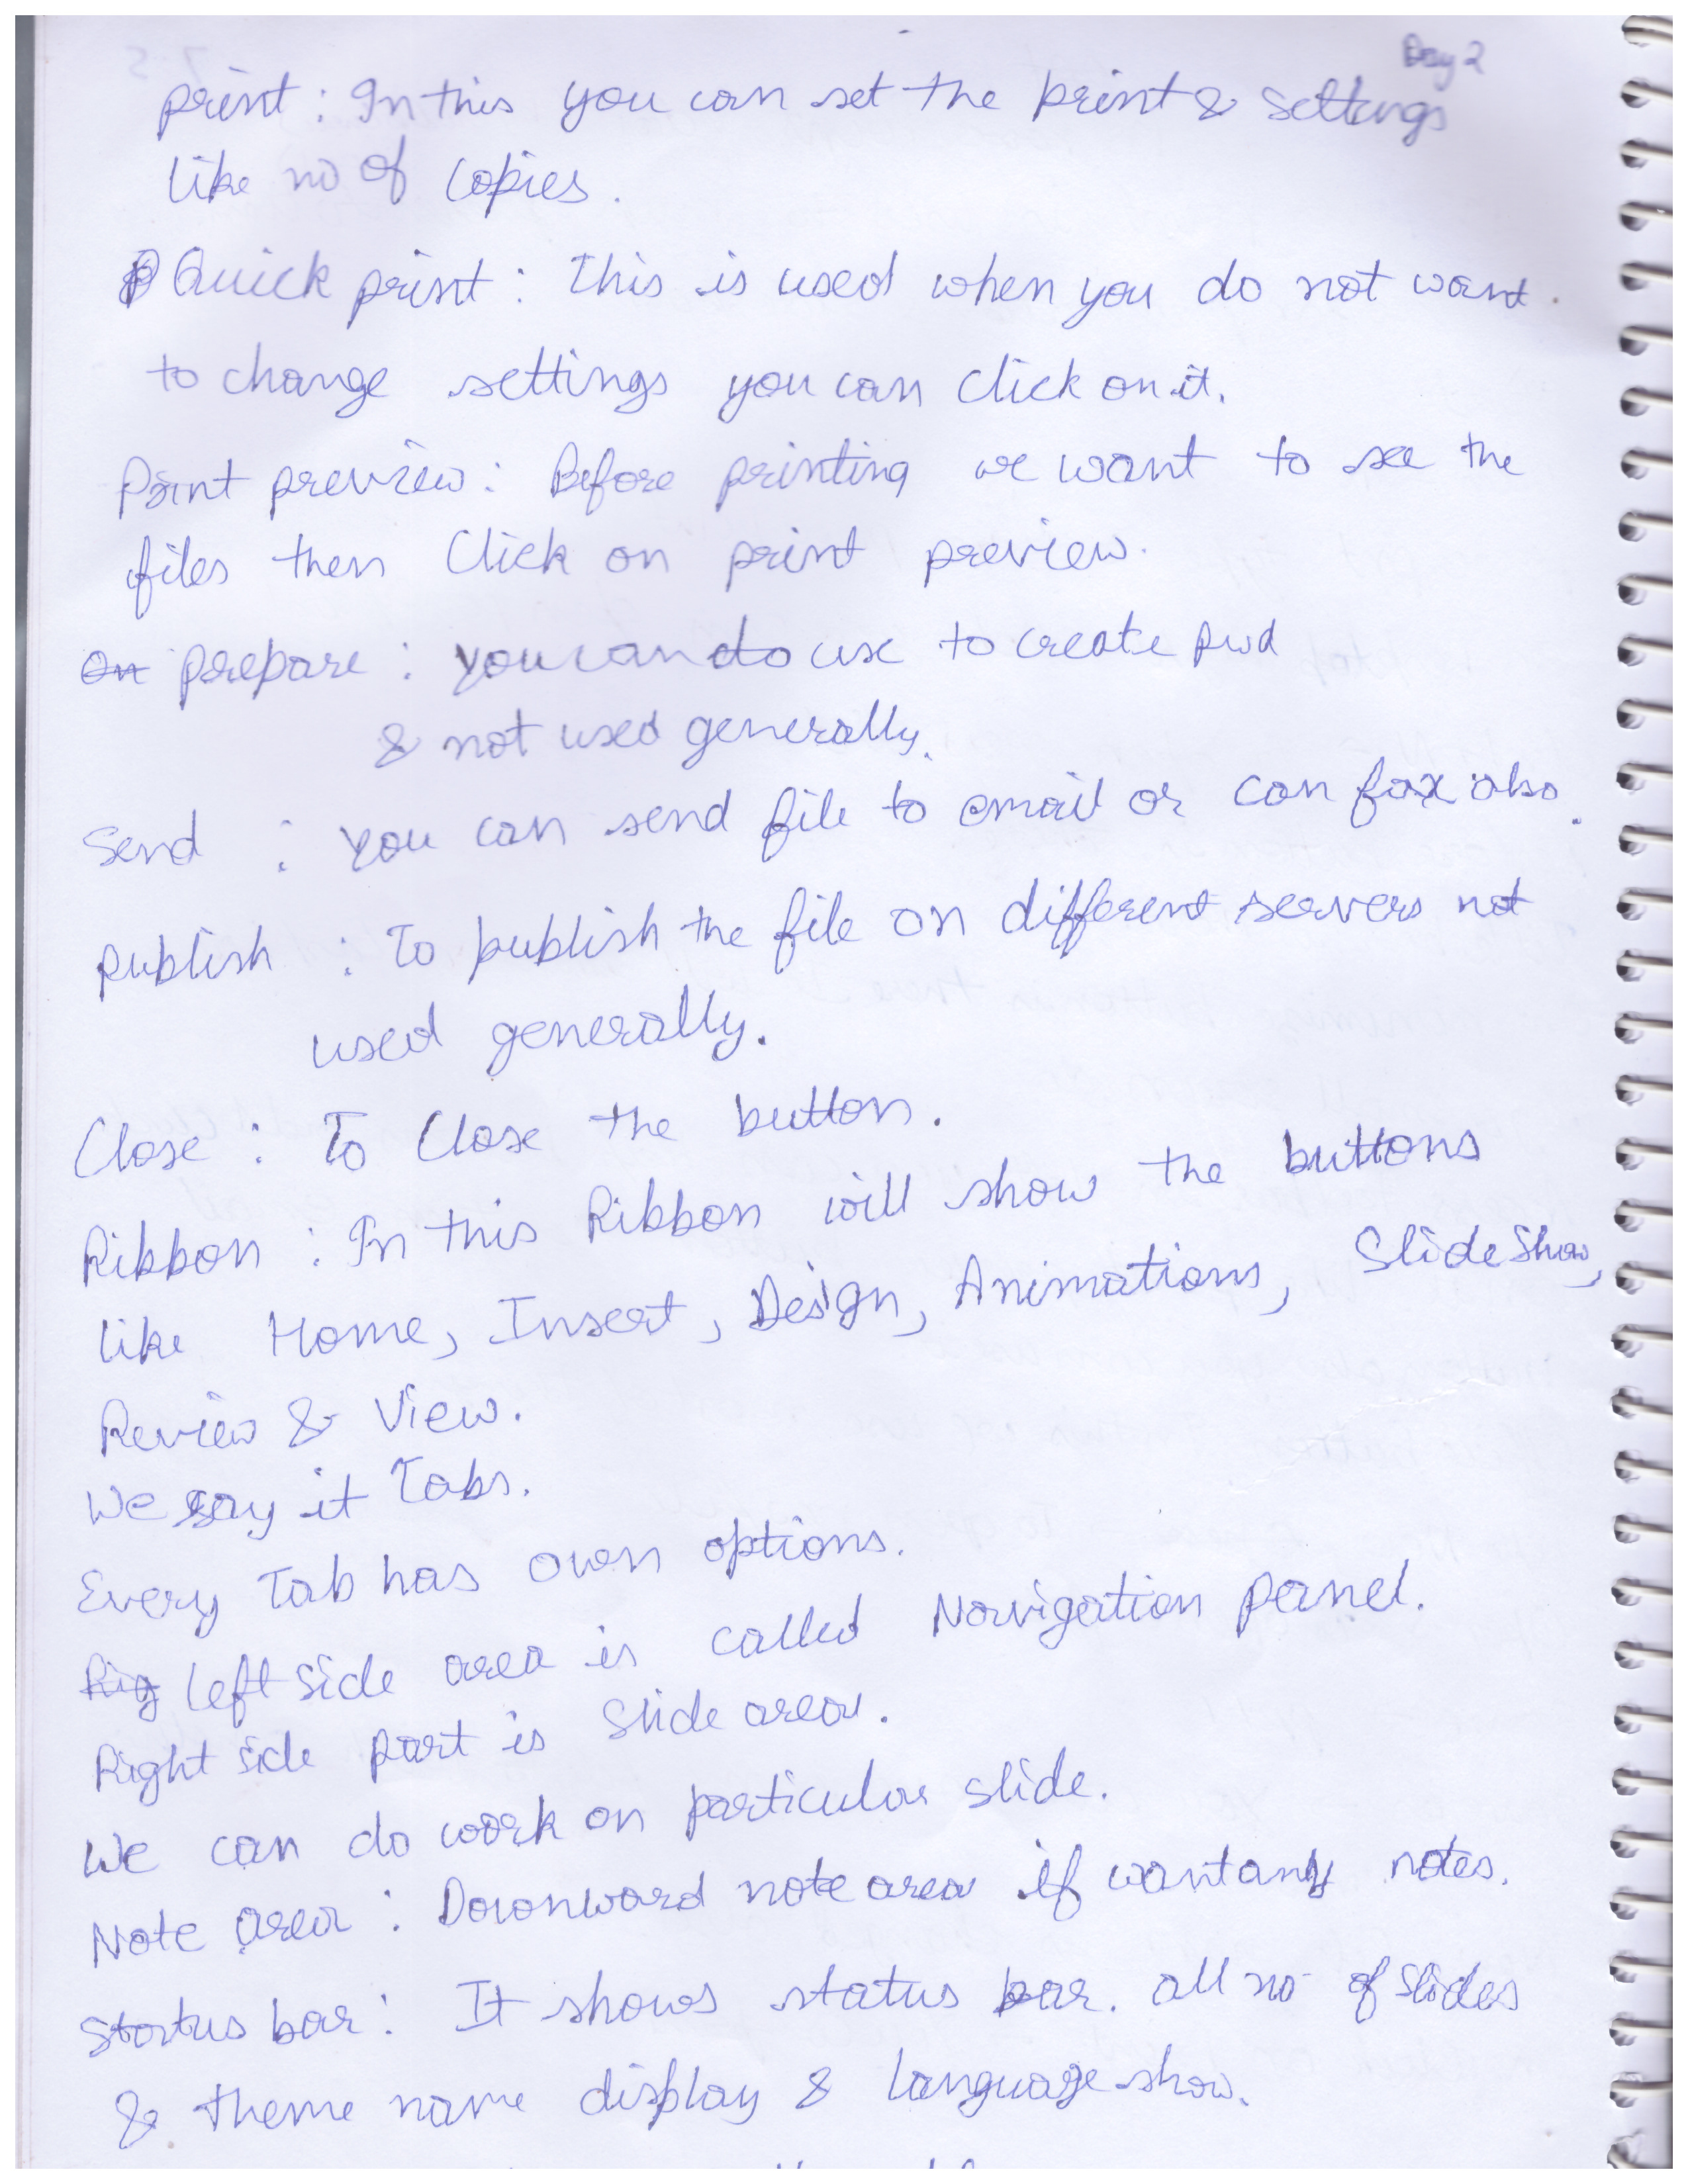 Day 2
print : In this you can set the print & settings
like no of copies.
Quick print : This is used when you do not want
to change settings you can click on it.
Print preview : Before printing we want to see the
files then Click on print preview.
prepare : you can do use to create pwd
& not used generally.
Send : you can send file to email or can fax also.
publish : To publish the file on different servers not
used generally.
Close : To Close the button.
Ribbon : In this Ribbon will show the buttons
like Home, Insert, Design, Animations, Slide Show,
Review & View.
We say it Tabs.
Every Tab has own options.
left side area is called Navigation panel.
Right side part is Slide area.
We can do work on particular slide.
Note area : Downward note area if want any notes.
Status bar : It shows status bar. all no of slides
& theme name display & language show.